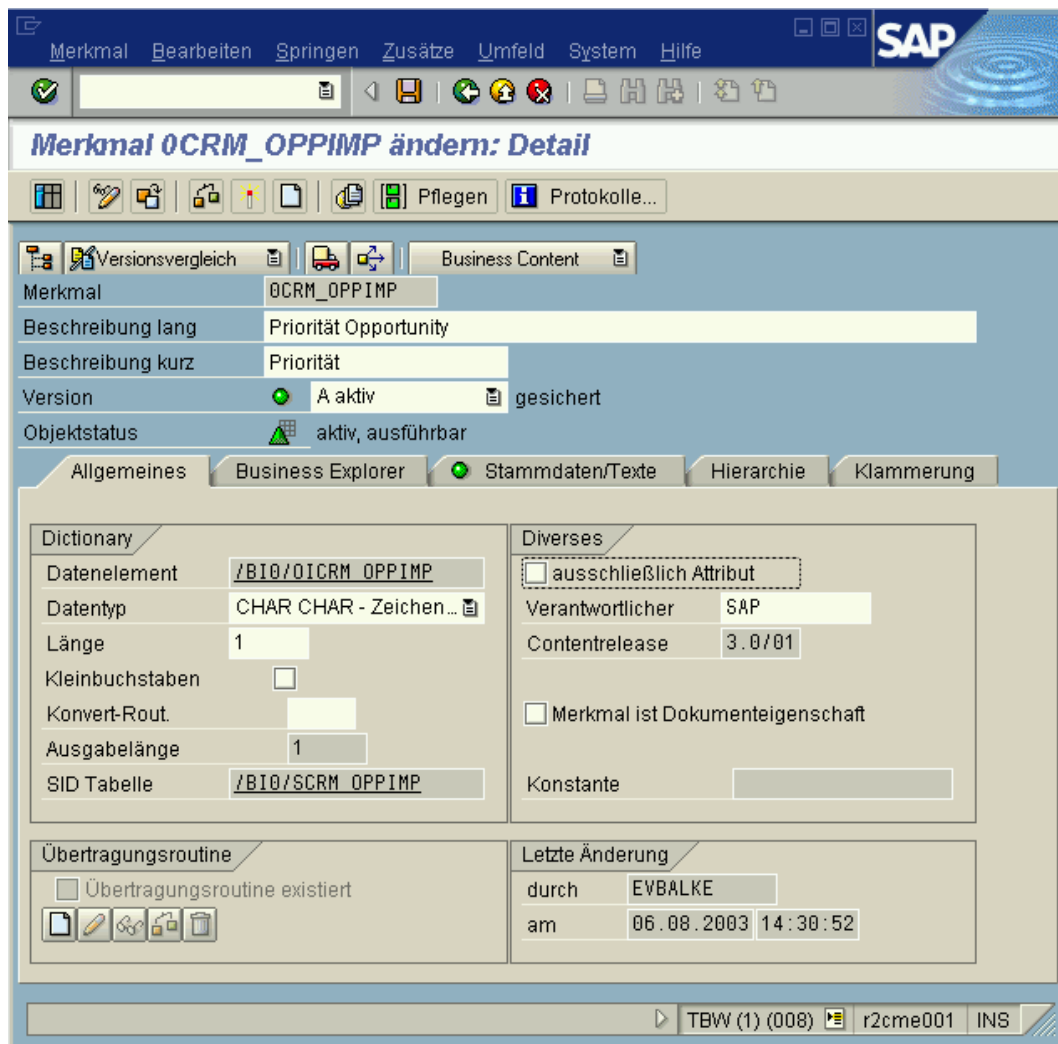 Merkmal Bearbeiten Springen Zusätze Umfeld System Hilfe
SAP
Merkmal 0CRM_OPPIMP ändern: Detail
Pflegen Protokolle...
Versionsvergleich Business Content
Merkmal 0CRM_OPPIMP
Beschreibung lang Priorität Opportunity
Beschreibung kurz Priorität
Version A aktiv gesichert
Objektstatus aktiv, ausführbar
Allgemeines Business Explorer Stammdaten/Texte Hierarchie Klammerung
Dictionary
Datenelement /BI0/OICRM_OPPIMP
Datentyp CHAR CHAR - Zeichen...
Länge 1
Kleinbuchstaben
Konvert-Rout.
Ausgabelänge 1
SID Tabelle /BI0/SCRM_OPPIMP
Diverses
ausschließlich Attribut
Verantwortlicher SAP
Contentrelease 3.0/01
Merkmal ist Dokumenteigenschaft
Konstante
Übertragungsroutine
Übertragungsroutine existiert
Letzte Änderung
durch EVBALKE
am 06.08.2003 14:30:52
TBW (1) (008) r2cme001 INS